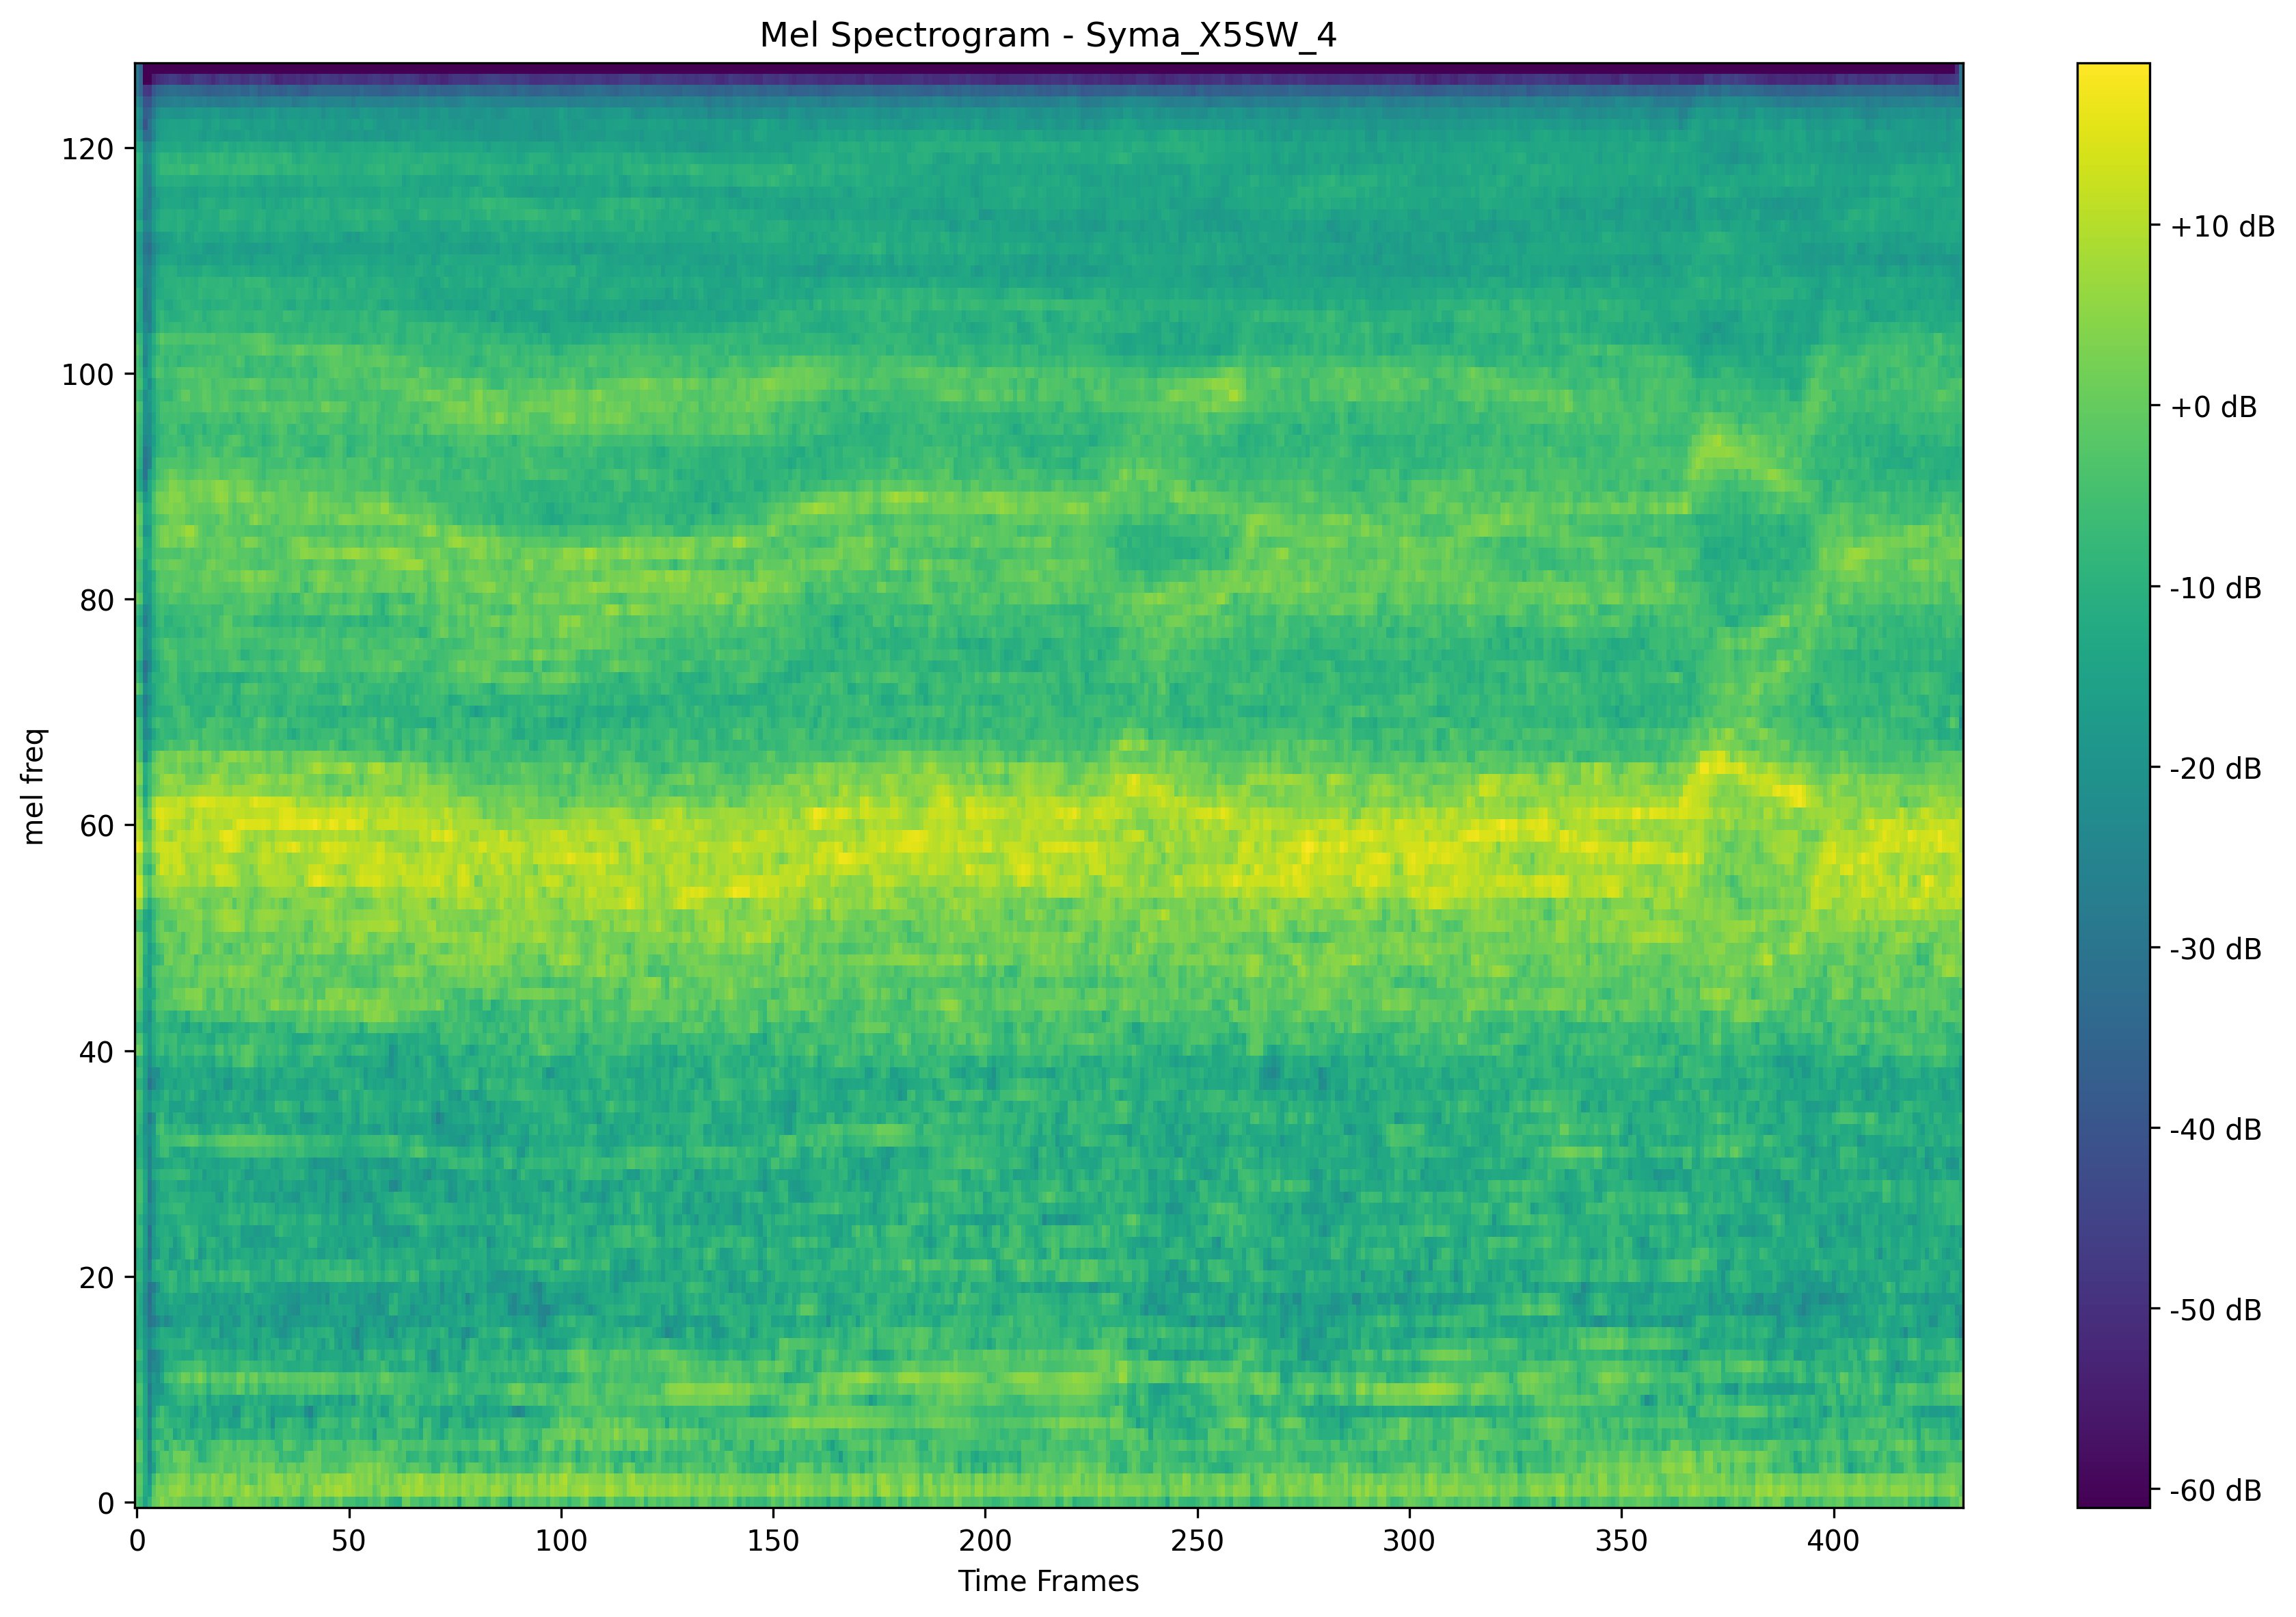 Mel Spectrogram - Syma_X5SW_4
mel freq
120
100
80
60
40
20
0
0 50 100 150 200 250 300 350 400
Time Frames
+10 dB
+0 dB
-10 dB
-20 dB
-30 dB
-40 dB
-50 dB
-60 dB